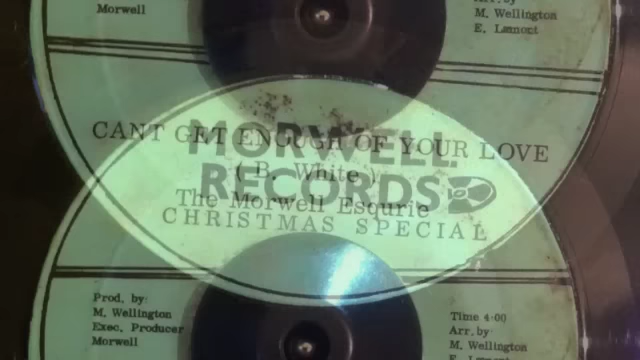 Morwell
Arr. by
M. Wellington
E. Lamont
CANT GET ENOUGH OF YOUR LOVE
MORWELL
( B. White )
RECORDS
The Morwell Esqurie
CHRISTMAS SPECIAL
Prod. by
M. Wellington
Exec. Producer
Morwell
Time 4·00
Arr. by
M. Wellington
E. Lamont